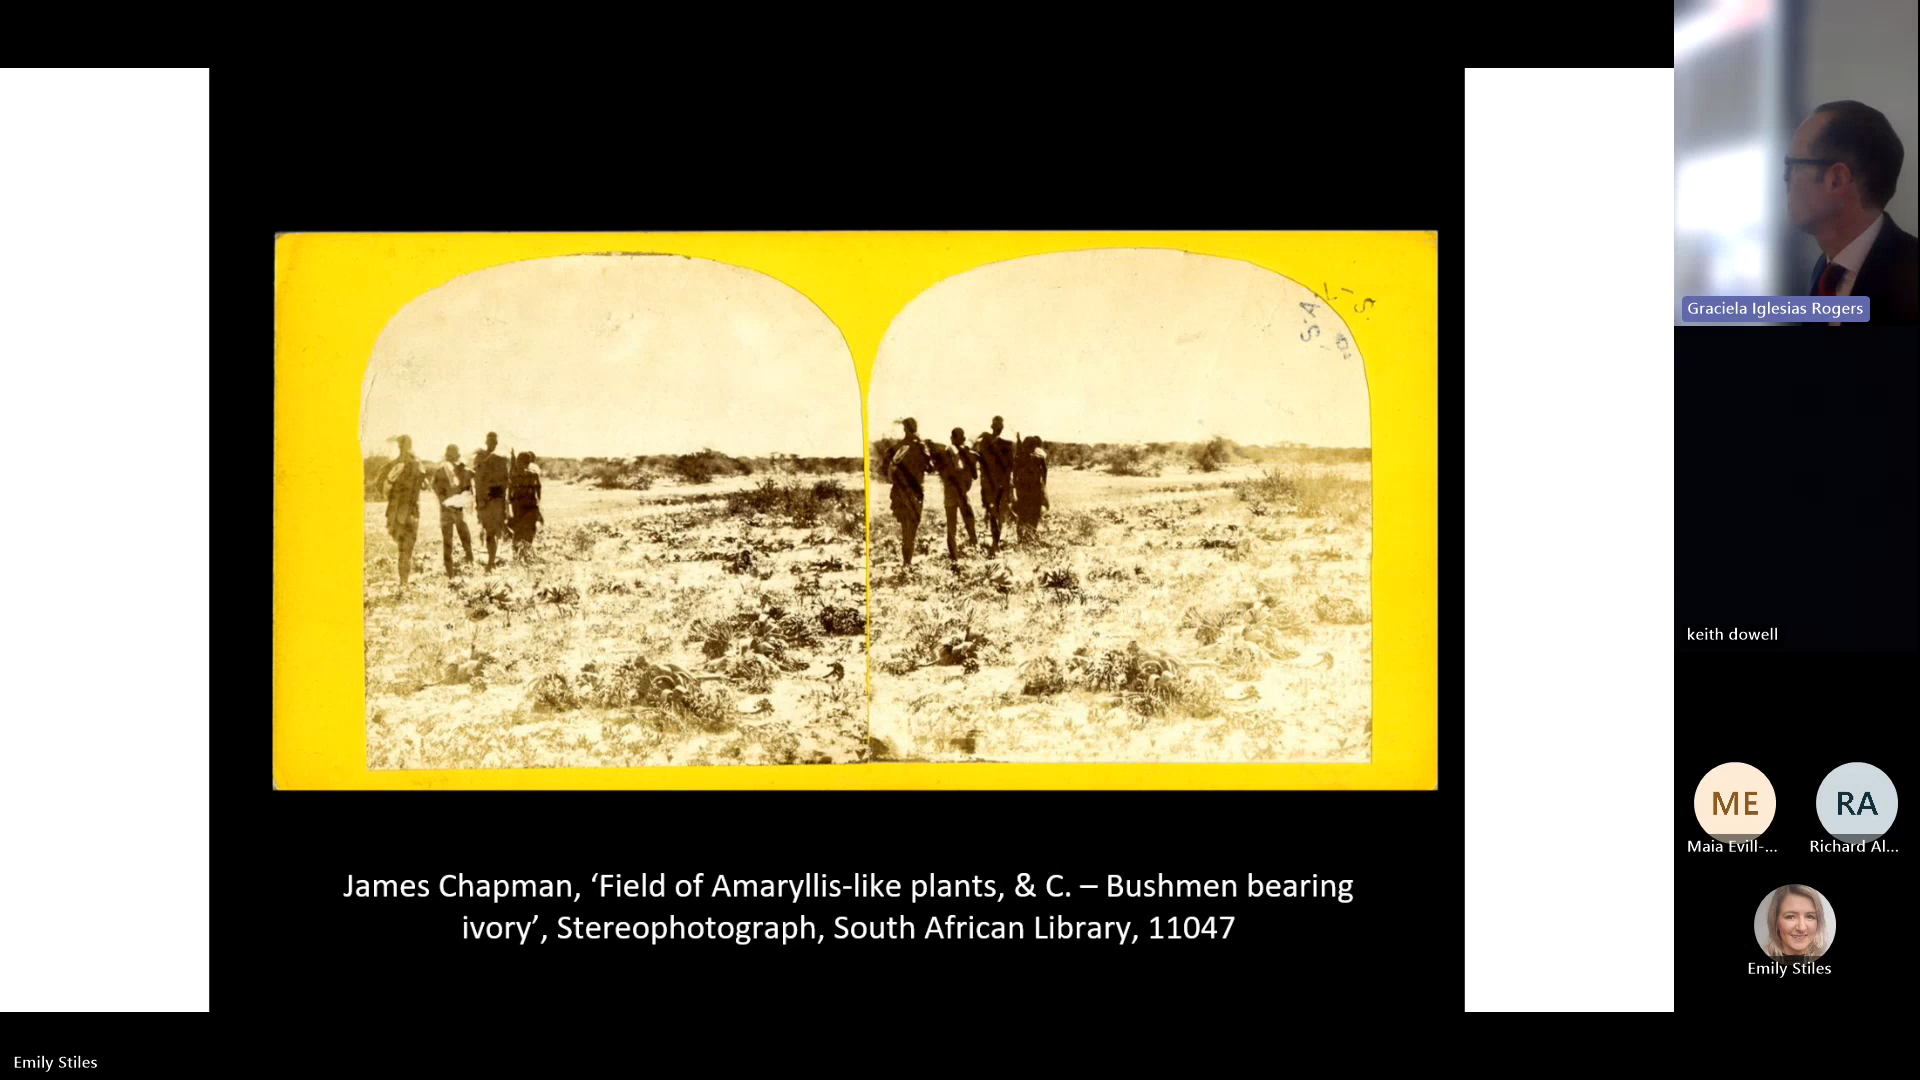 S.A.L.S.
James Chapman, ‘Field of Amaryllis-like plants, & C. – Bushmen bearing
ivory’, Stereophotograph, South African Library, 11047
Graciela Iglesias Rogers
keith dowell
ME
RA
Maia Evill-...
Richard Al...
Emily Stiles
Emily Stiles